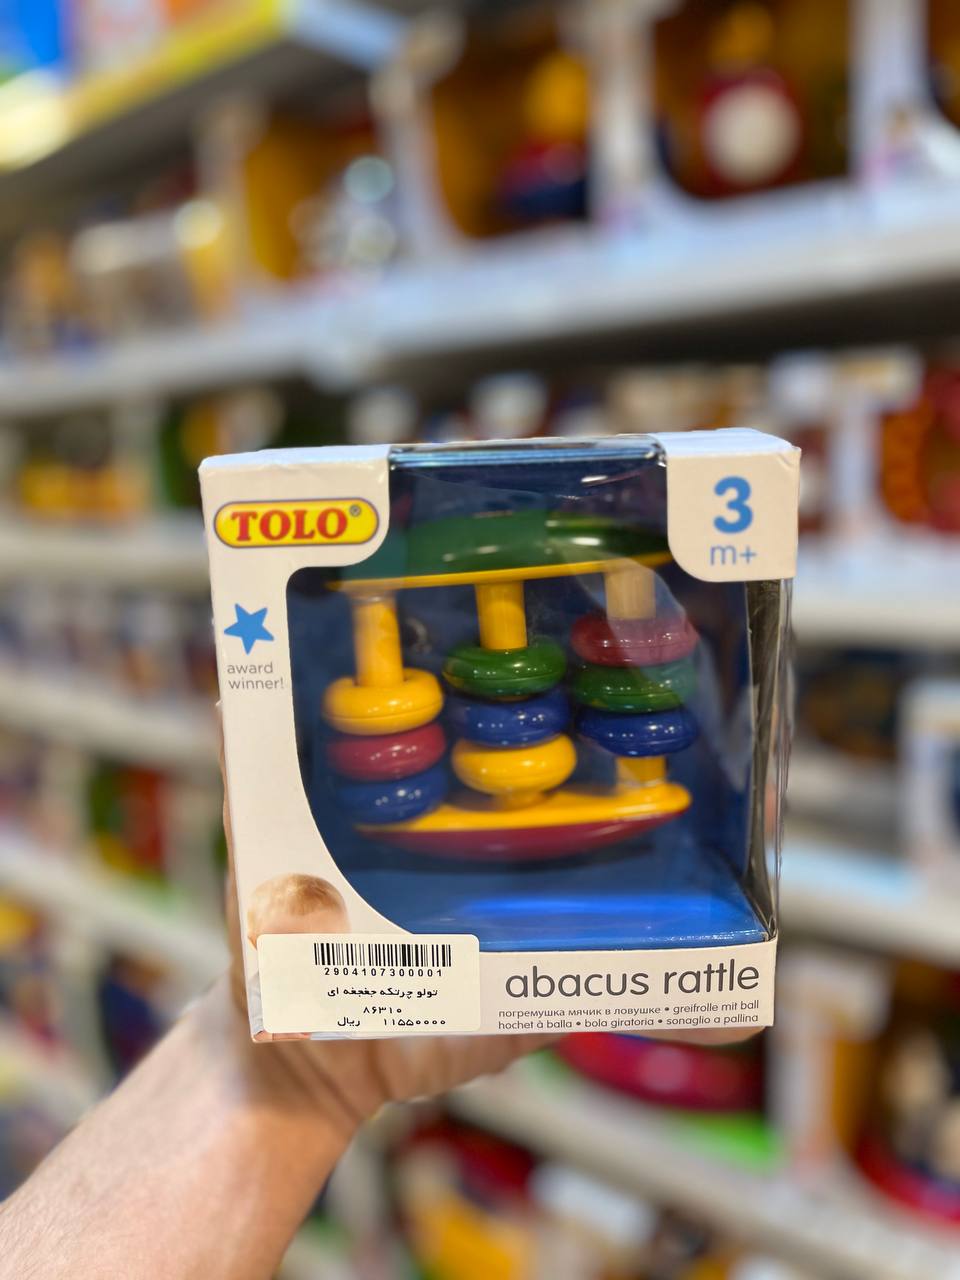 TOLO®
3
m+
award
winner!
2904107300001
تولو چرتکه جغجغه ای
۸۶۳۱۰
۱۱۵۵۰۰۰۰ ریال
abacus rattle
погремушка мячик в ловушке • greifrolle mit ball
hochet à balla • bola giratoria • sonaglio a pallina